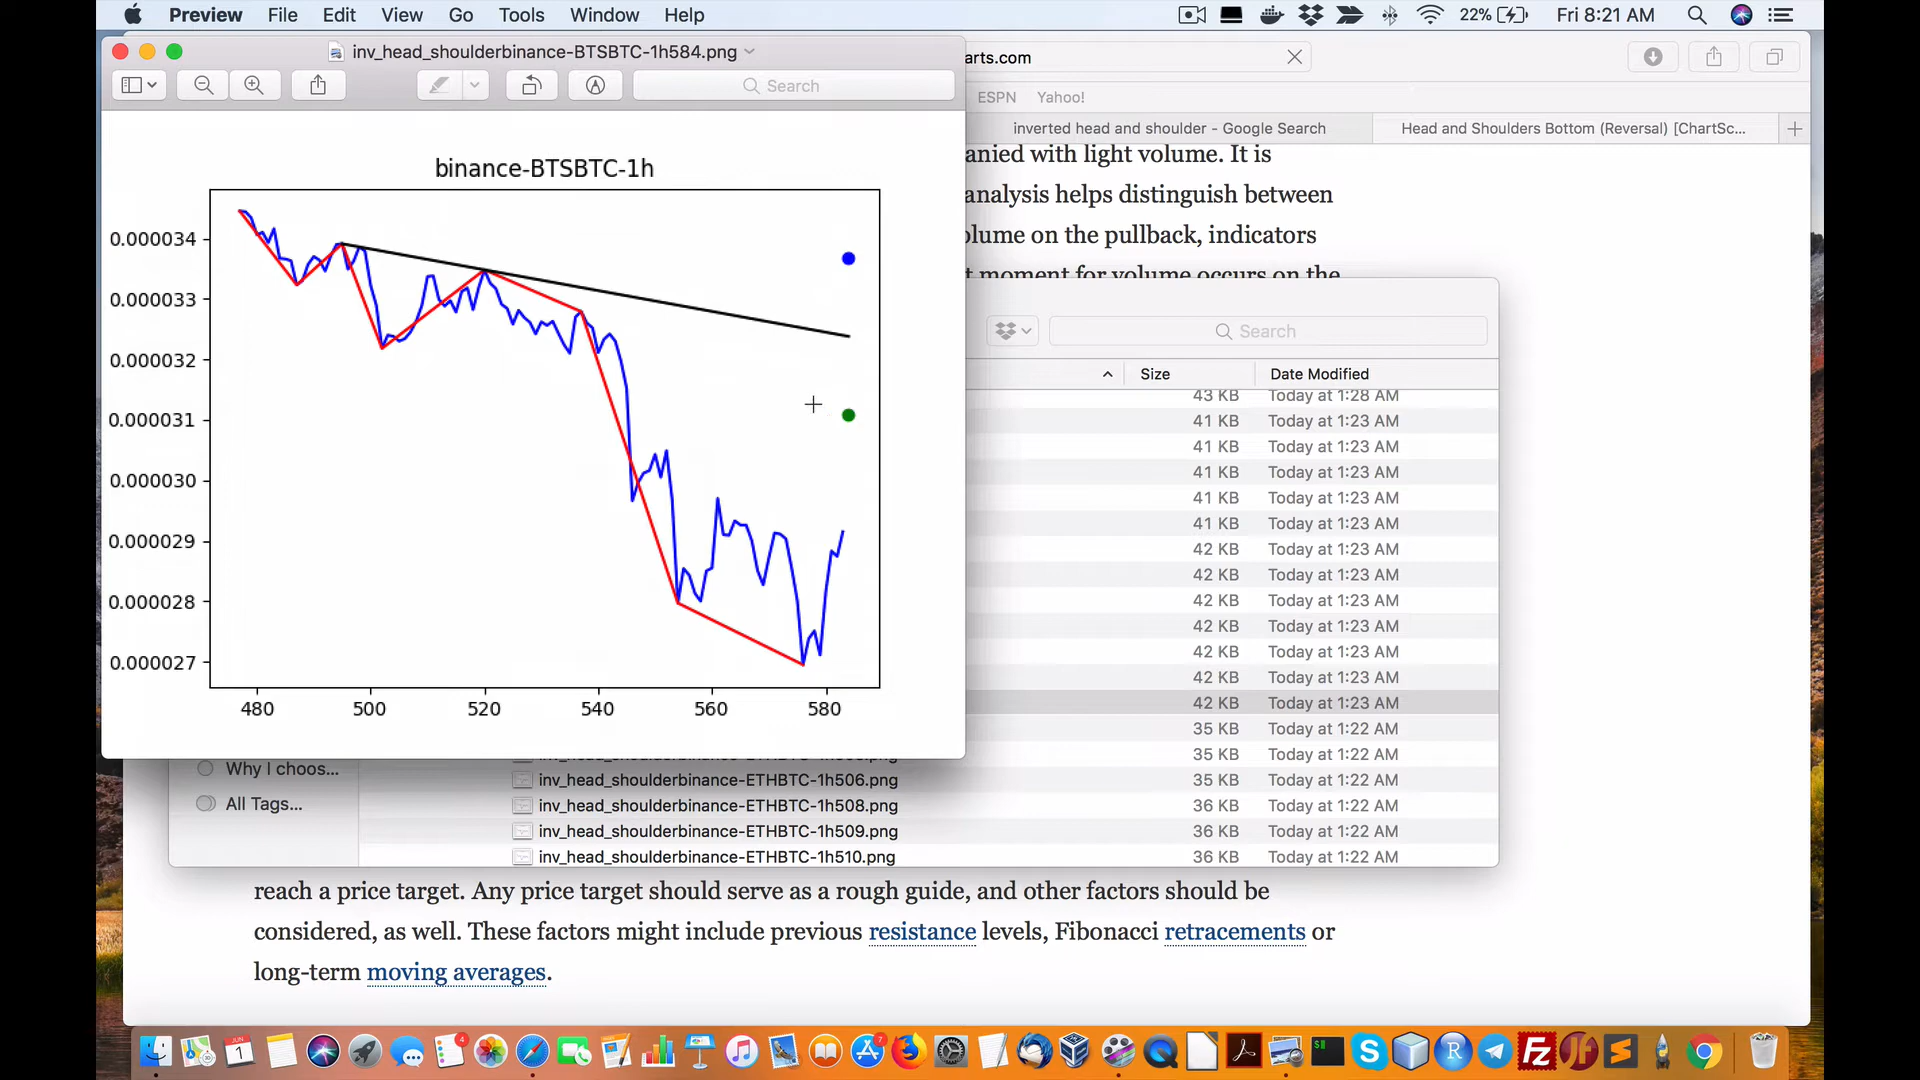 Preview File Edit View Go Tools Window Help 22% Fri 8:21 AM
inv_head_shoulderbinance-BTSBTC-1h584.png
Search
arts.com
ESPN Yahoo!
inverted head and shoulder - Google Search
Head and Shoulders Bottom (Reversal) [ChartSc...
anied with light volume. It is
analysis helps distinguish between
olume on the pullback, indicators
t moment for volume occurs on the
binance-BTSBTC-1h
0.000034
0.000033
0.000032
0.000031
0.000030
0.000029
0.000028
0.000027
480 500 520 540 560 580
Search
Size Date Modified
43 KB Today at 1:28 AM
41 KB Today at 1:23 AM
41 KB Today at 1:23 AM
41 KB Today at 1:23 AM
41 KB Today at 1:23 AM
41 KB Today at 1:23 AM
42 KB Today at 1:23 AM
42 KB Today at 1:23 AM
42 KB Today at 1:23 AM
42 KB Today at 1:23 AM
42 KB Today at 1:23 AM
42 KB Today at 1:23 AM
42 KB Today at 1:23 AM
35 KB Today at 1:22 AM
35 KB Today at 1:22 AM
Why I choos...
All Tags...
inv_head_shoulderbinance-ETHBTC-1h506.png 35 KB Today at 1:22 AM
inv_head_shoulderbinance-ETHBTC-1h508.png 36 KB Today at 1:22 AM
inv_head_shoulderbinance-ETHBTC-1h509.png 36 KB Today at 1:22 AM
inv_head_shoulderbinance-ETHBTC-1h510.png 36 KB Today at 1:22 AM
reach a price target. Any price target should serve as a rough guide, and other factors should be
considered, as well. These factors might include previous resistance levels, Fibonacci retracements or
long-term moving averages.